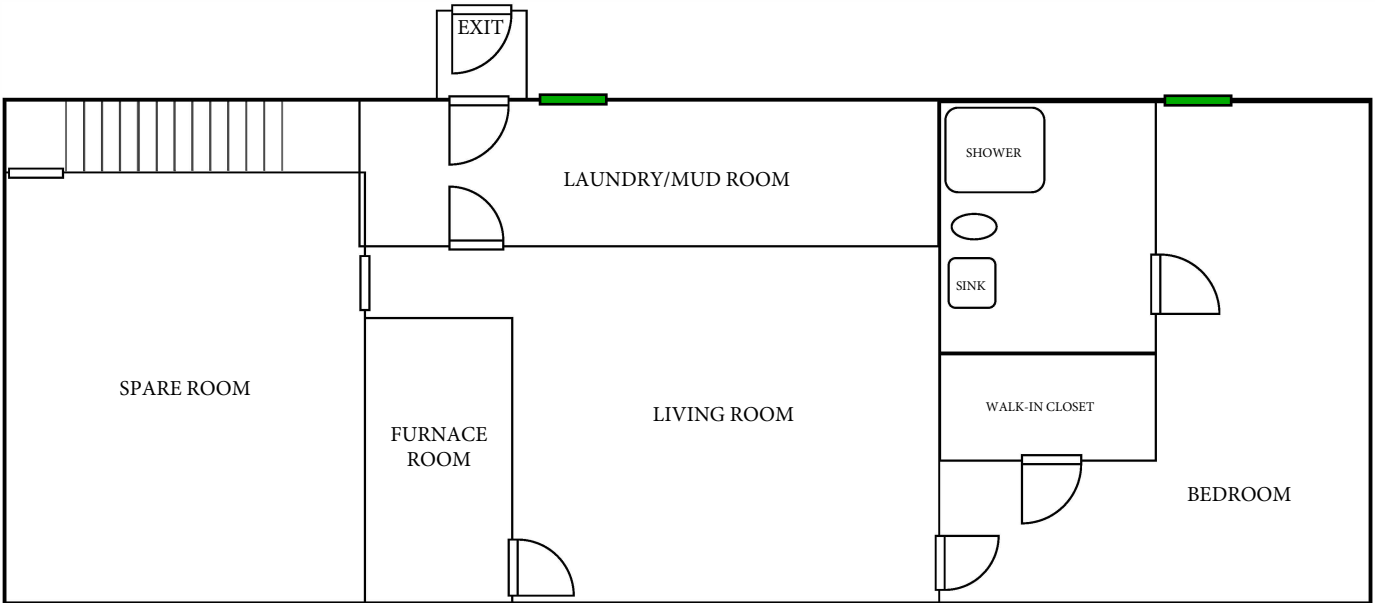 EXIT
SHOWER
LAUNDRY/MUD ROOM
SINK
SPARE ROOM
WALK-IN CLOSET
LIVING ROOM
FURNACE
ROOM
BEDROOM